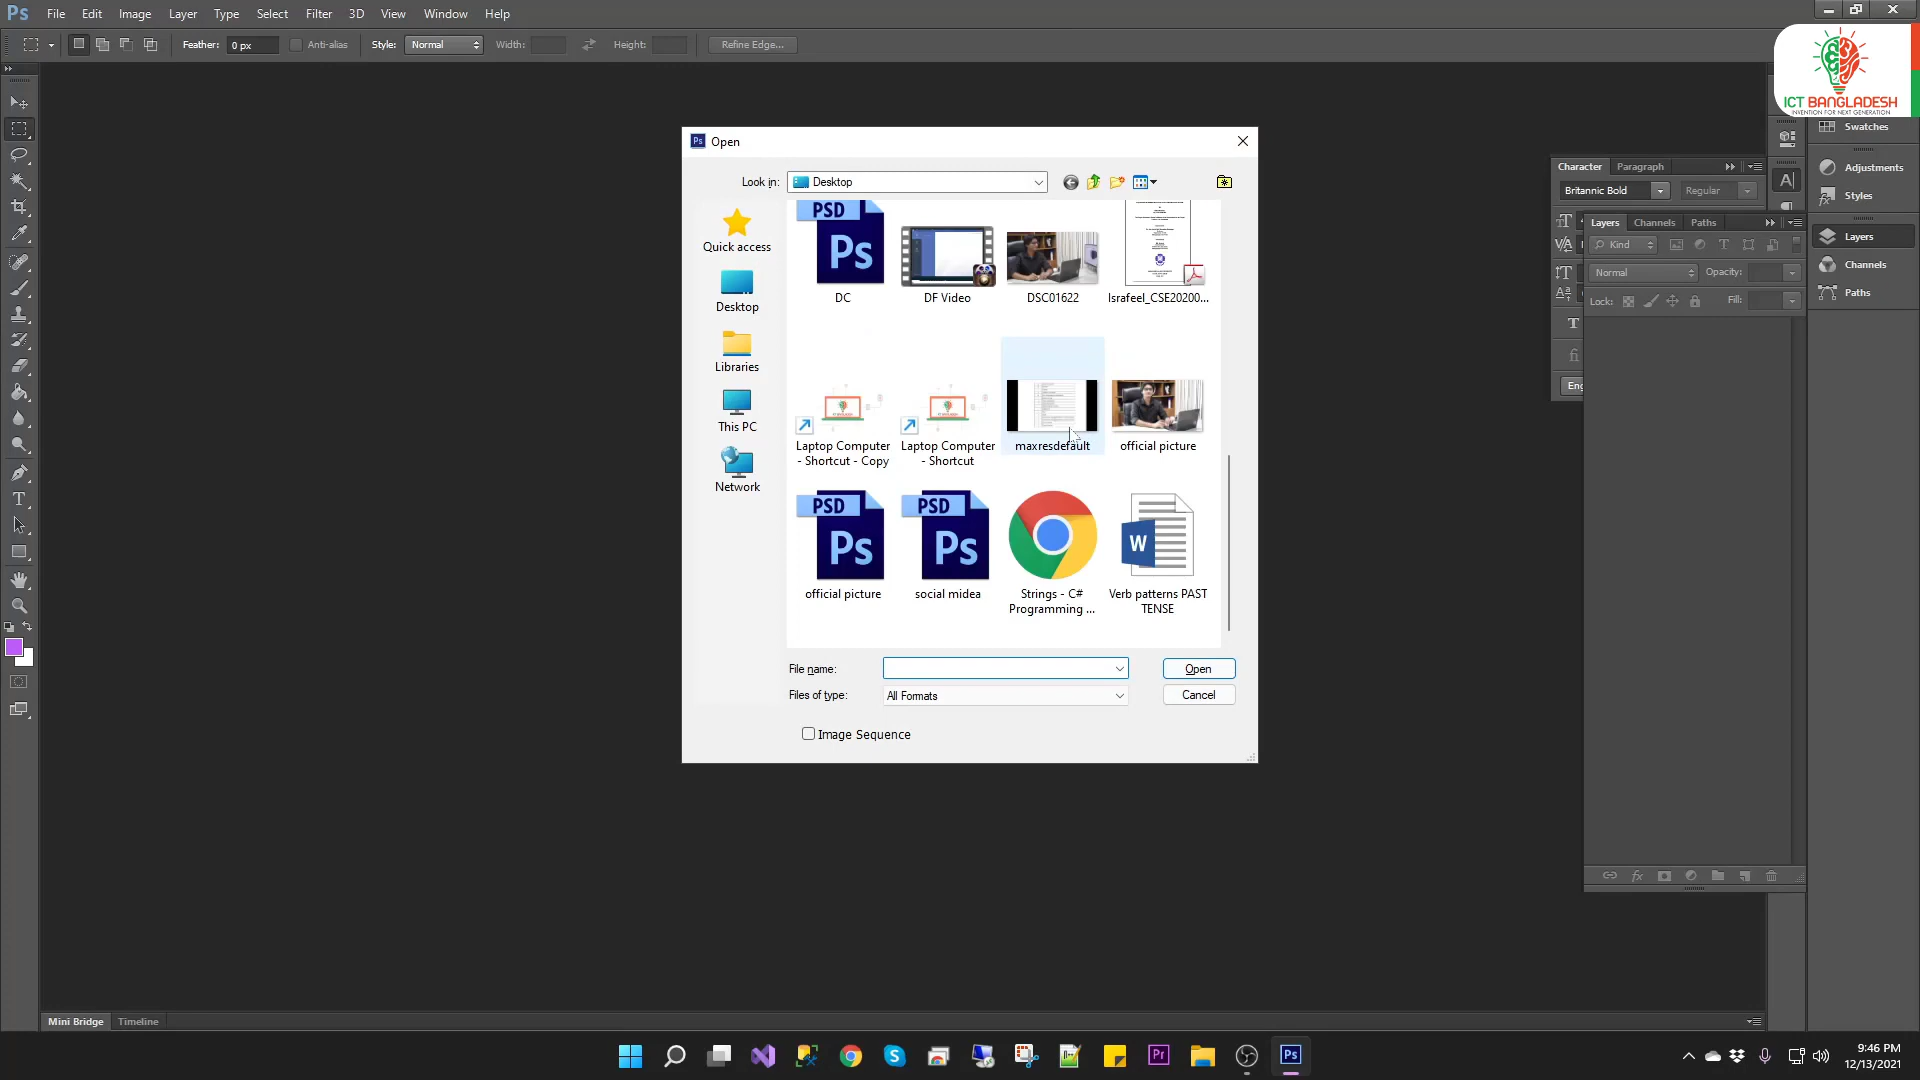 Ps File Edit Image Layer Type Select Filter 3D View Window Help
Feather: 0 px Anti-alias Style: Normal Width: Height: Refine Edge...
ICT BANGLADESH
INVENTION FOR NEXT GENERATION
Ps Open
Look in: Desktop
Quick access
Desktop
Libraries
This PC
Network
PSD
Ps
DC
DF Video
DSC01622
Israfeel_CSE20200...
Laptop Computer
- Shortcut - Copy
Laptop Computer
- Shortcut
maxresdefault
official picture
PSD
Ps
official picture
PSD
Ps
social midea
Strings - C#
Programming ...
W
Verb patterns PAST
TENSE
File name: Open
Files of type: All Formats Cancel
Image Sequence
Character Paragraph
Britannic Bold Regular
Layers Channels Paths
Kind
Normal Opacity:
Lock: Fill:
Eng
Swatches
Adjustments
Styles
Layers
Channels
Paths
Mini Bridge Timeline
Pr
Ps
9:46 PM
12/13/2021